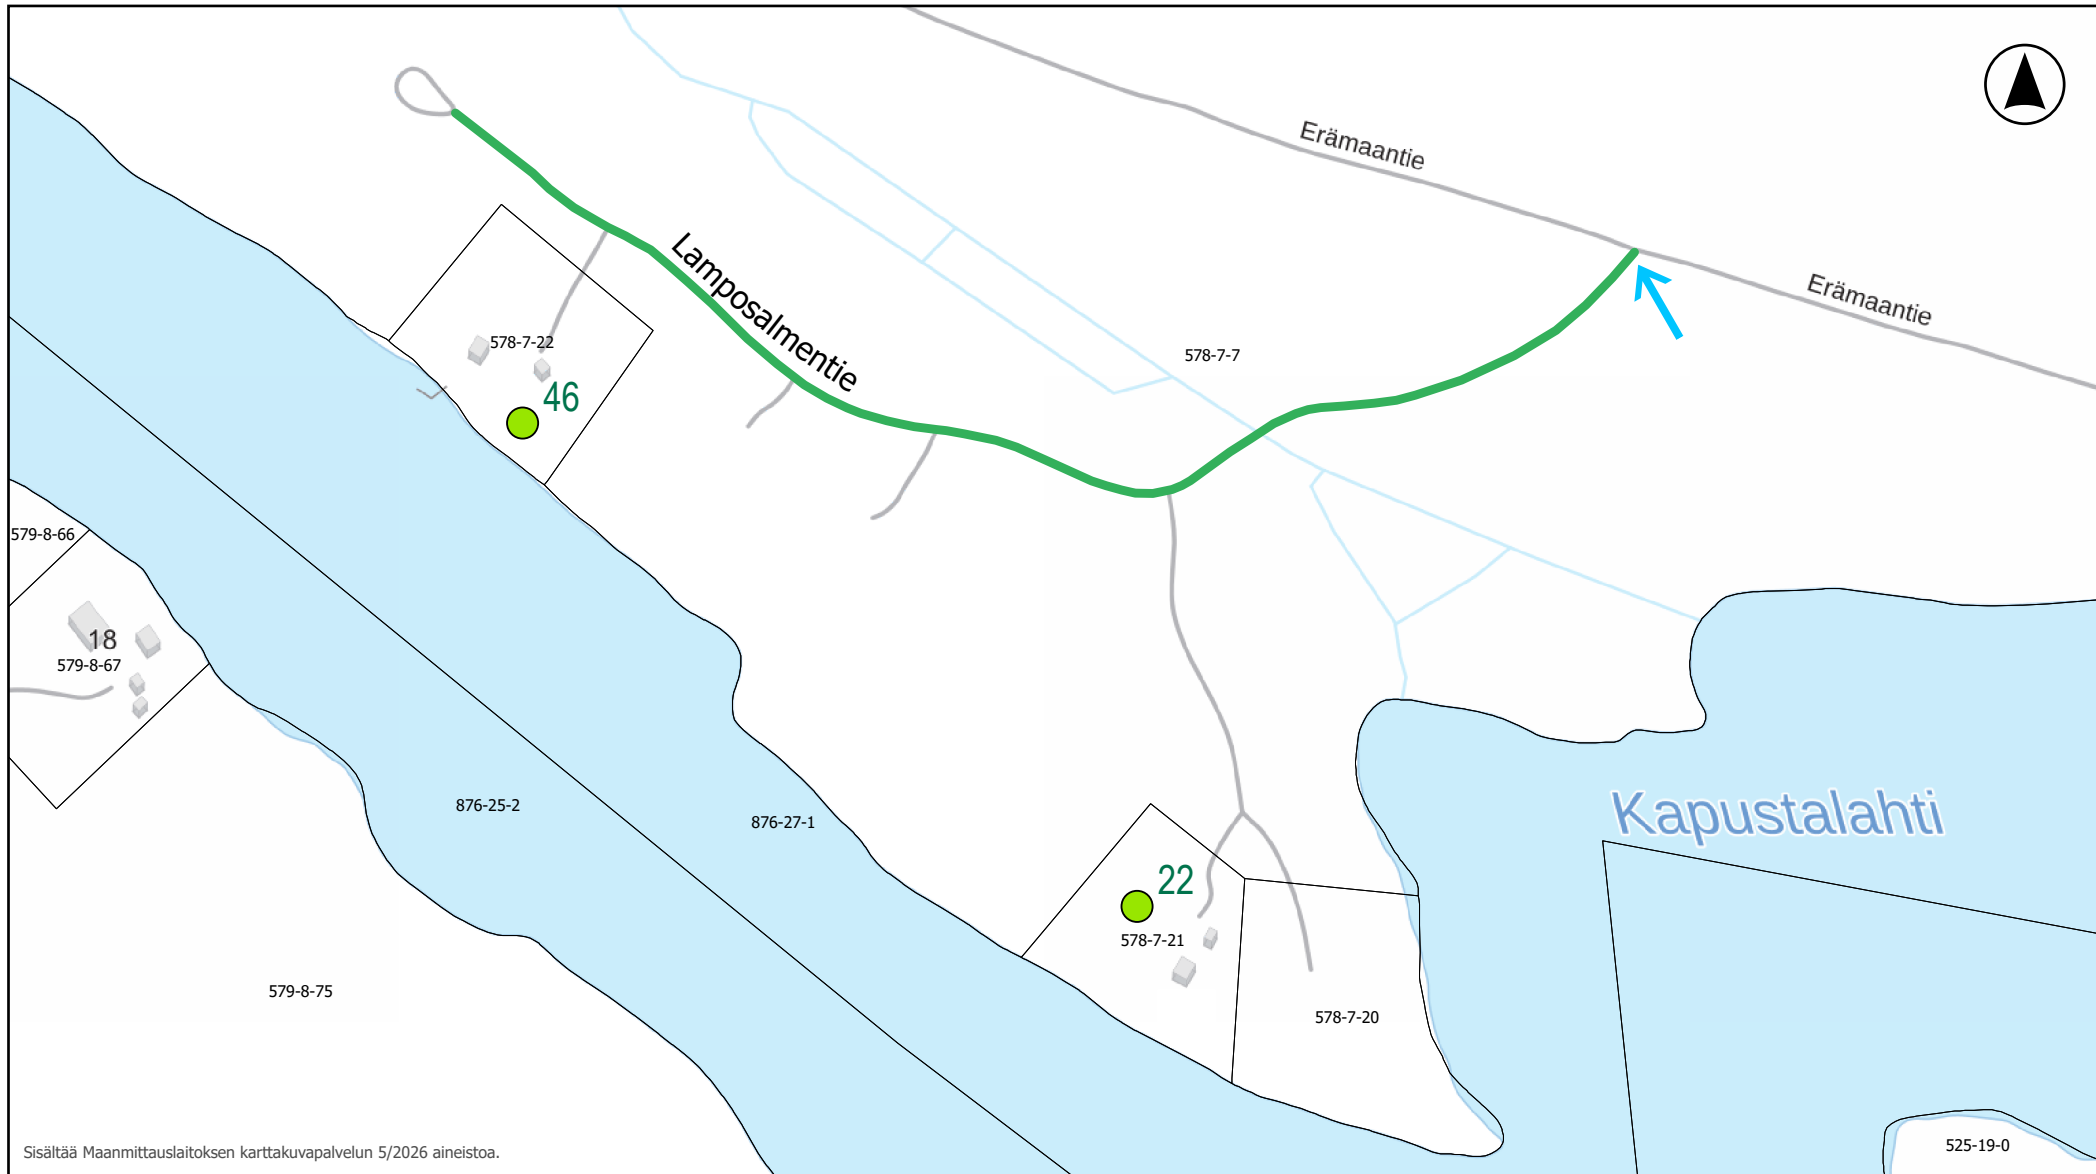 Erämaantie
Erämaantie
Lamposalmentie
578-7-22
578-7-7
46
579-8-66
18
579-8-67
Kapustalahti
876-25-2
876-27-1
22
578-7-21
579-8-75
578-7-20
525-19-0
Sisältää Maanmittauslaitoksen karttakuvapalvelun 5/2026 aineistoa.